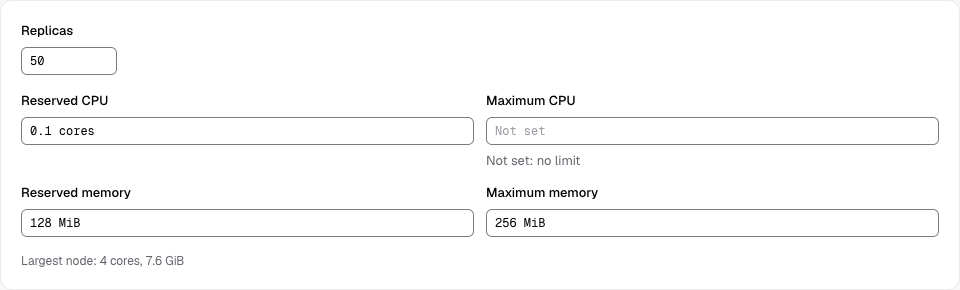 Replicas
50
Reserved CPU
Maximum CPU
0.1 cores
Not set
Not set: no limit
Reserved memory
Maximum memory
128 MiB
256 MiB
Largest node: 4 cores, 7.6 GiB